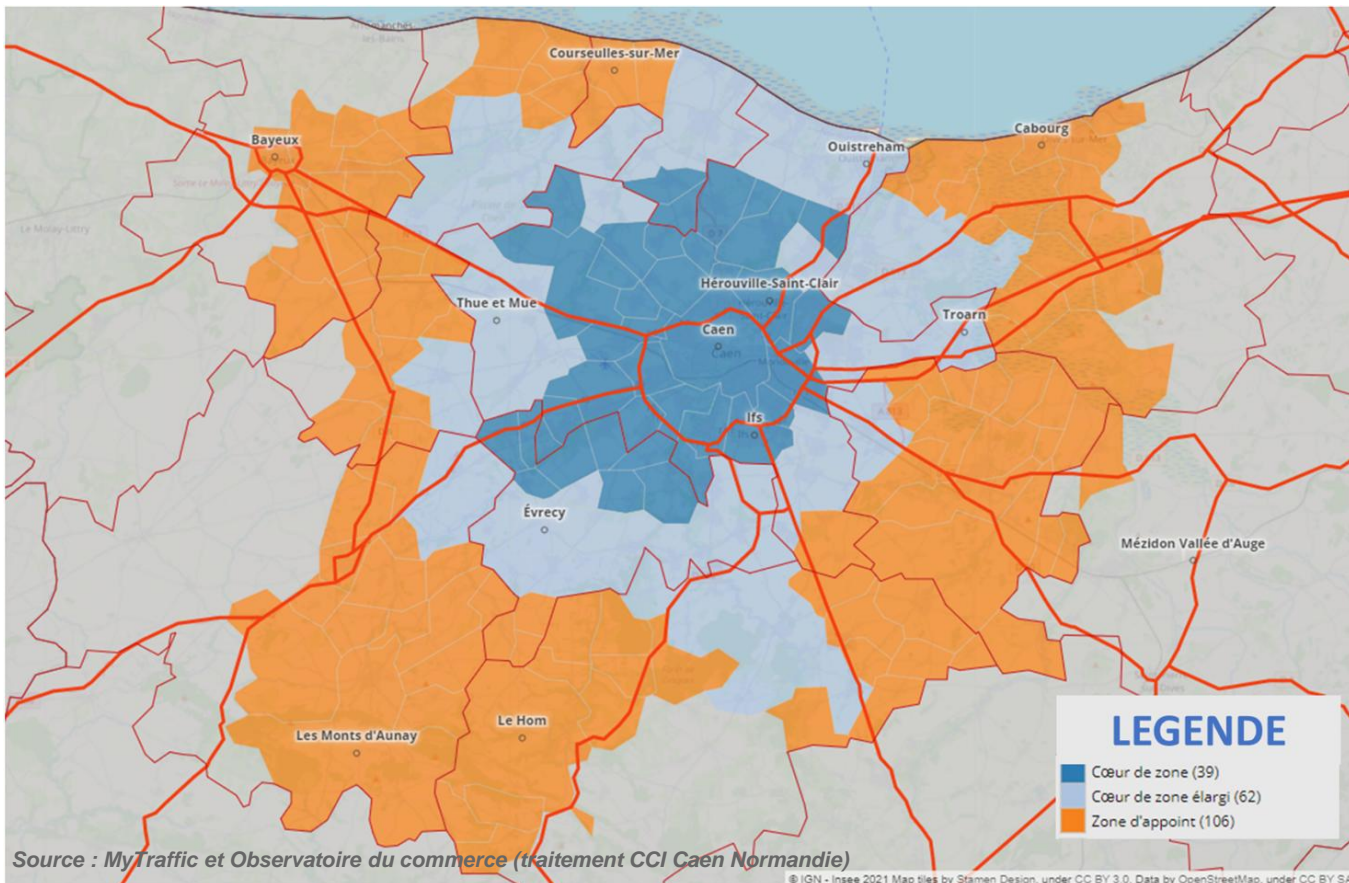 Courseulles-sur-Mer
Bayeux
Cabourg
Ouistreham
Hérouville-Saint-Clair
Thue et Mue
Troarn
Caen
Caen
Ifs
Évrecy
Mézidon Vallée d'Auge
Le Hom
Les Monts d'Aunay
LEGENDE
Cœur de zone (39)
Cœur de zone élargi (62)
Zone d'appoint (106)
Source : MyTraffic et Observatoire du commerce (traitement CCI Caen Normandie)
© IGN - Insee 2021 Map tiles by Stamen Design, under CC BY 3.0. Data by OpenStreetMap, under CC BY SA